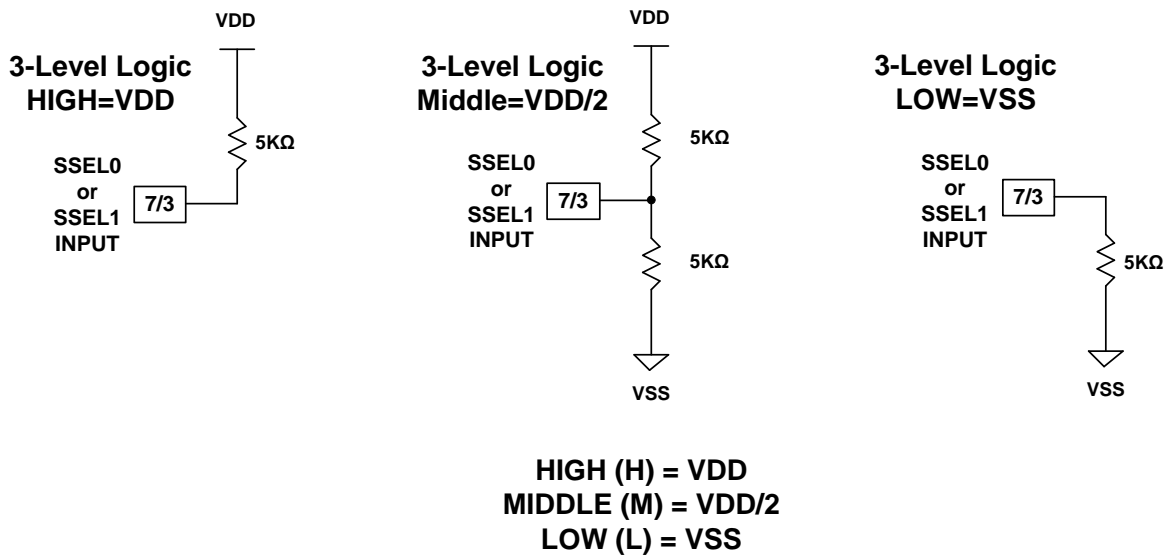 VDD
3-Level Logic
HIGH=VDD
5KΩ
SSEL0
or
SSEL1
INPUT
7/3
VDD
3-Level Logic
Middle=VDD/2
5KΩ
SSEL0
or
SSEL1
INPUT
7/3
5KΩ
VSS
3-Level Logic
LOW=VSS
SSEL0
or
SSEL1
INPUT
7/3
5KΩ
VSS
HIGH (H) = VDD
MIDDLE (M) = VDD/2
LOW (L) = VSS